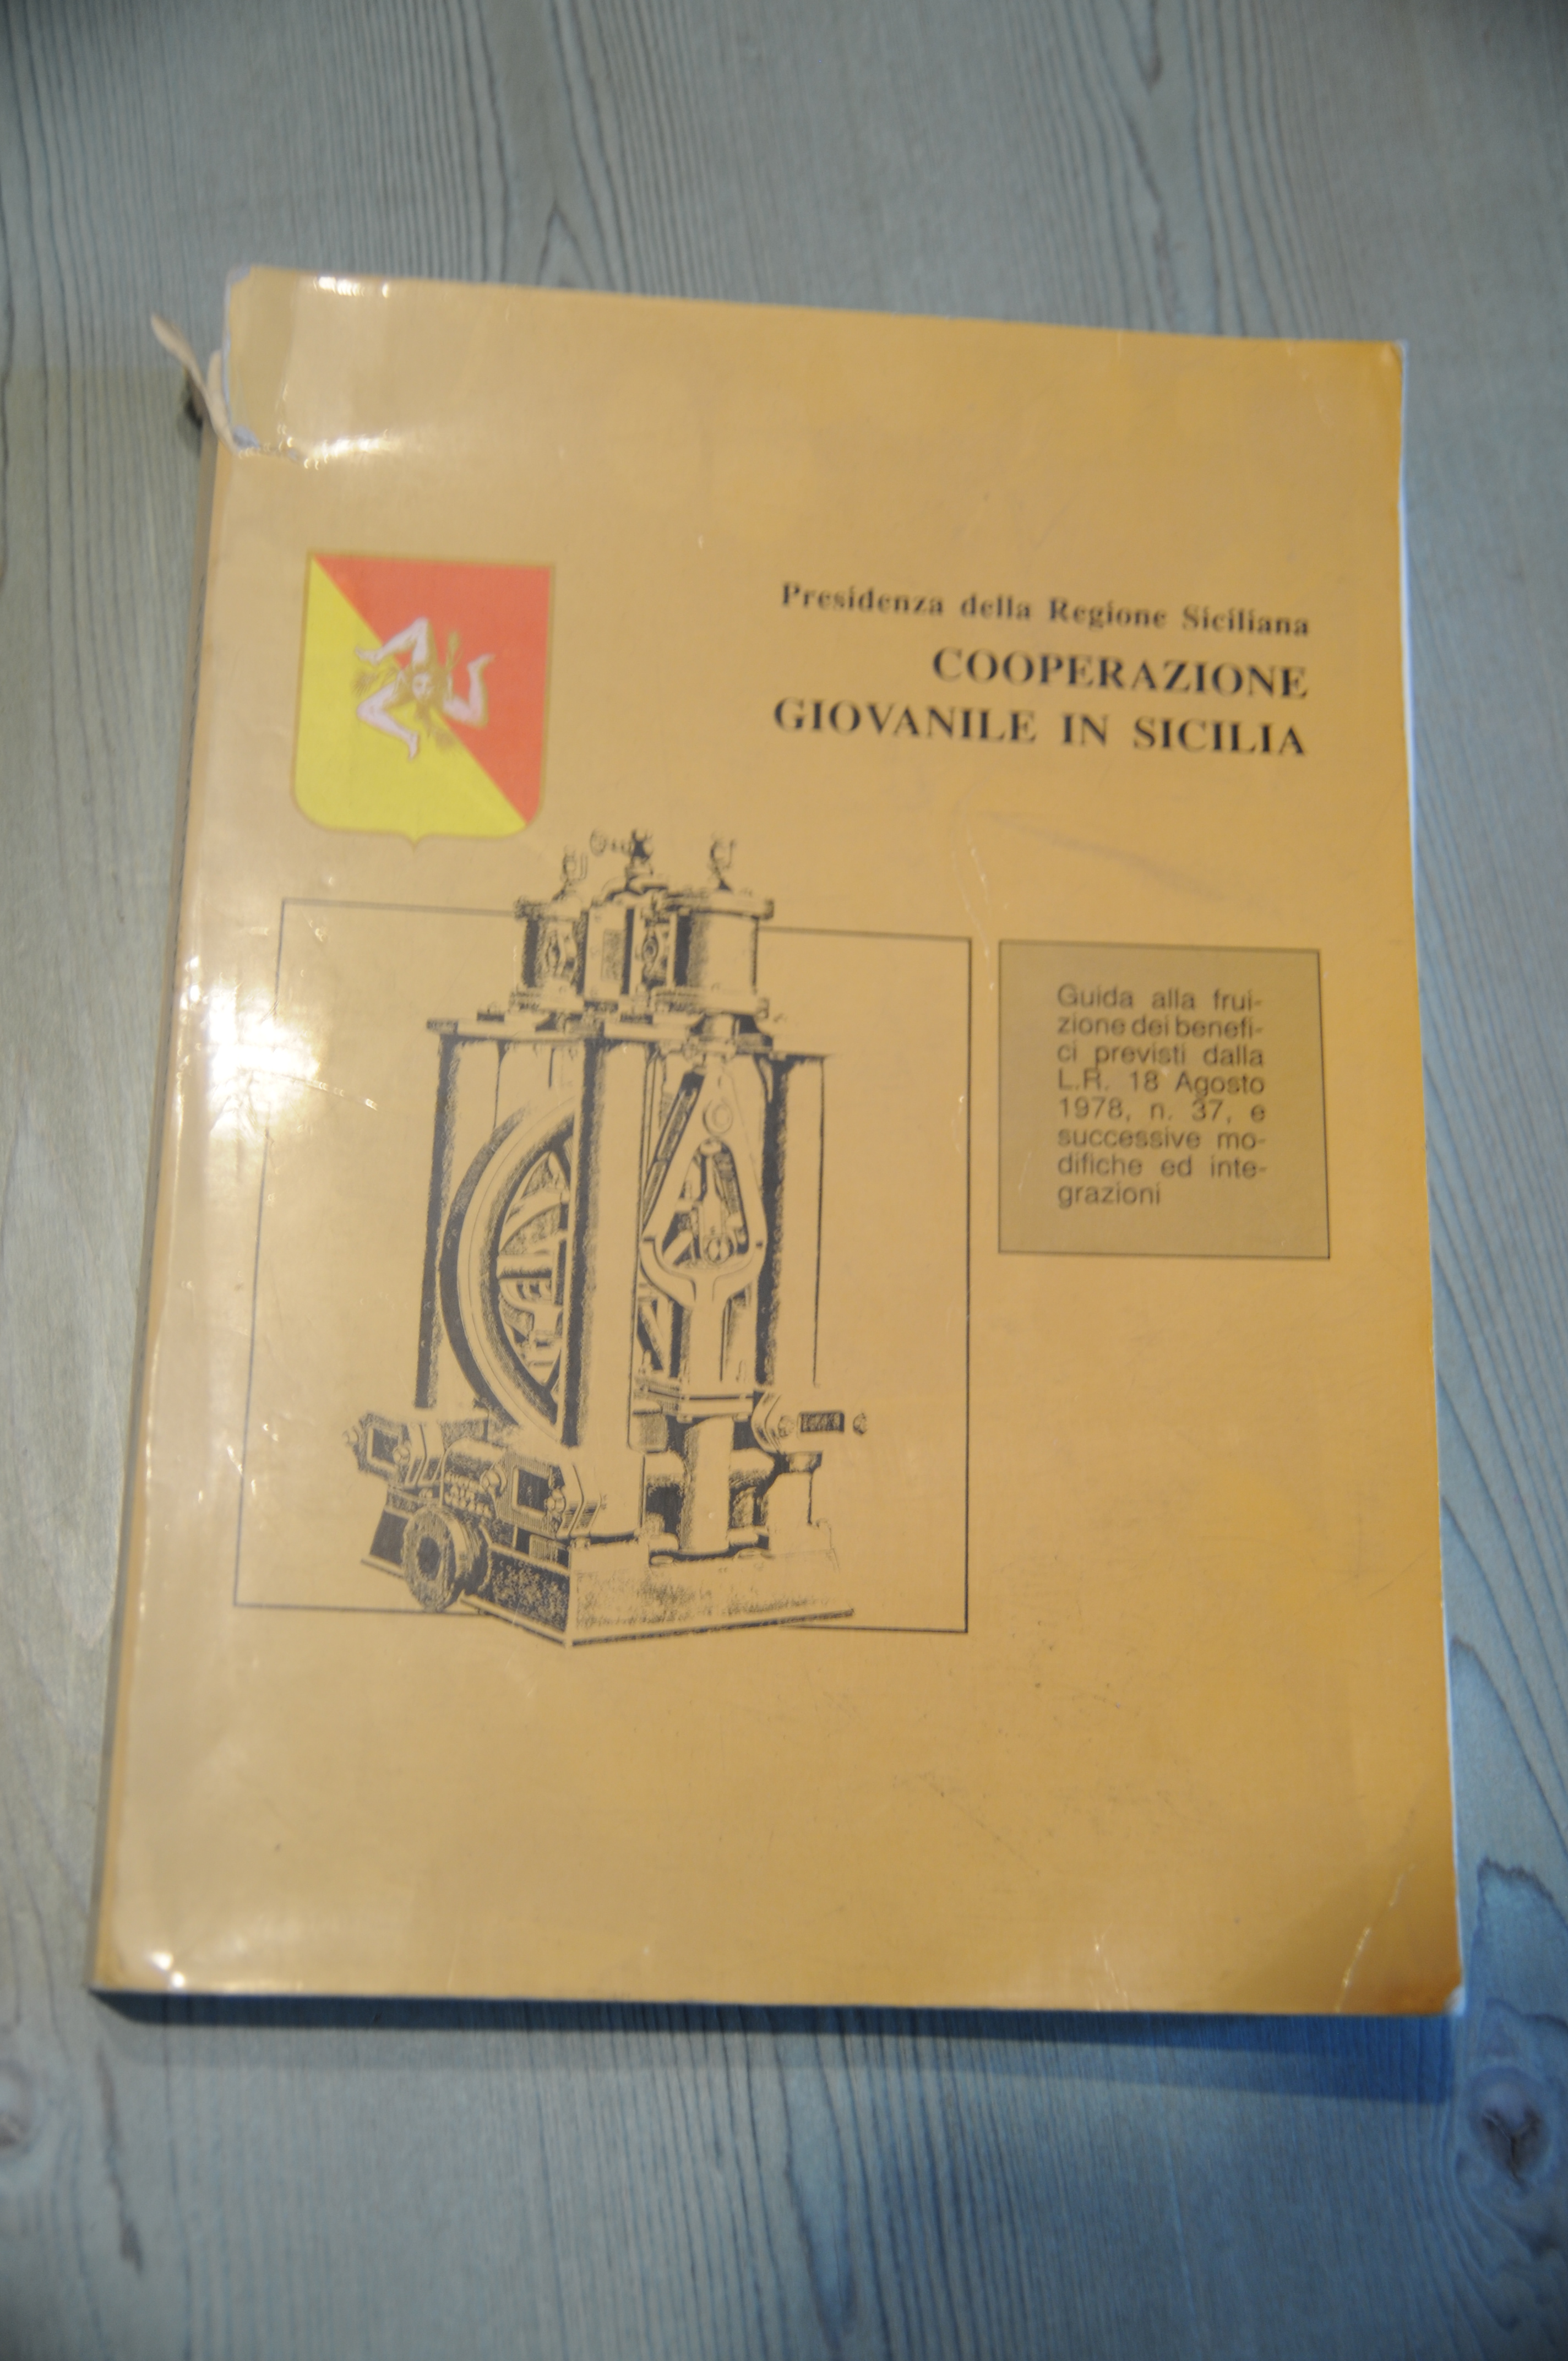 Presidenza della Regione Siciliana
COOPERAZIONE
GIOVANILE IN SICILIA
Guida alla frui-
zione dei benefi-
ci previsti dalla
L.R. 18 Agosto
1978, n. 37, e
successive mo-
difiche ed inte-
grazioni